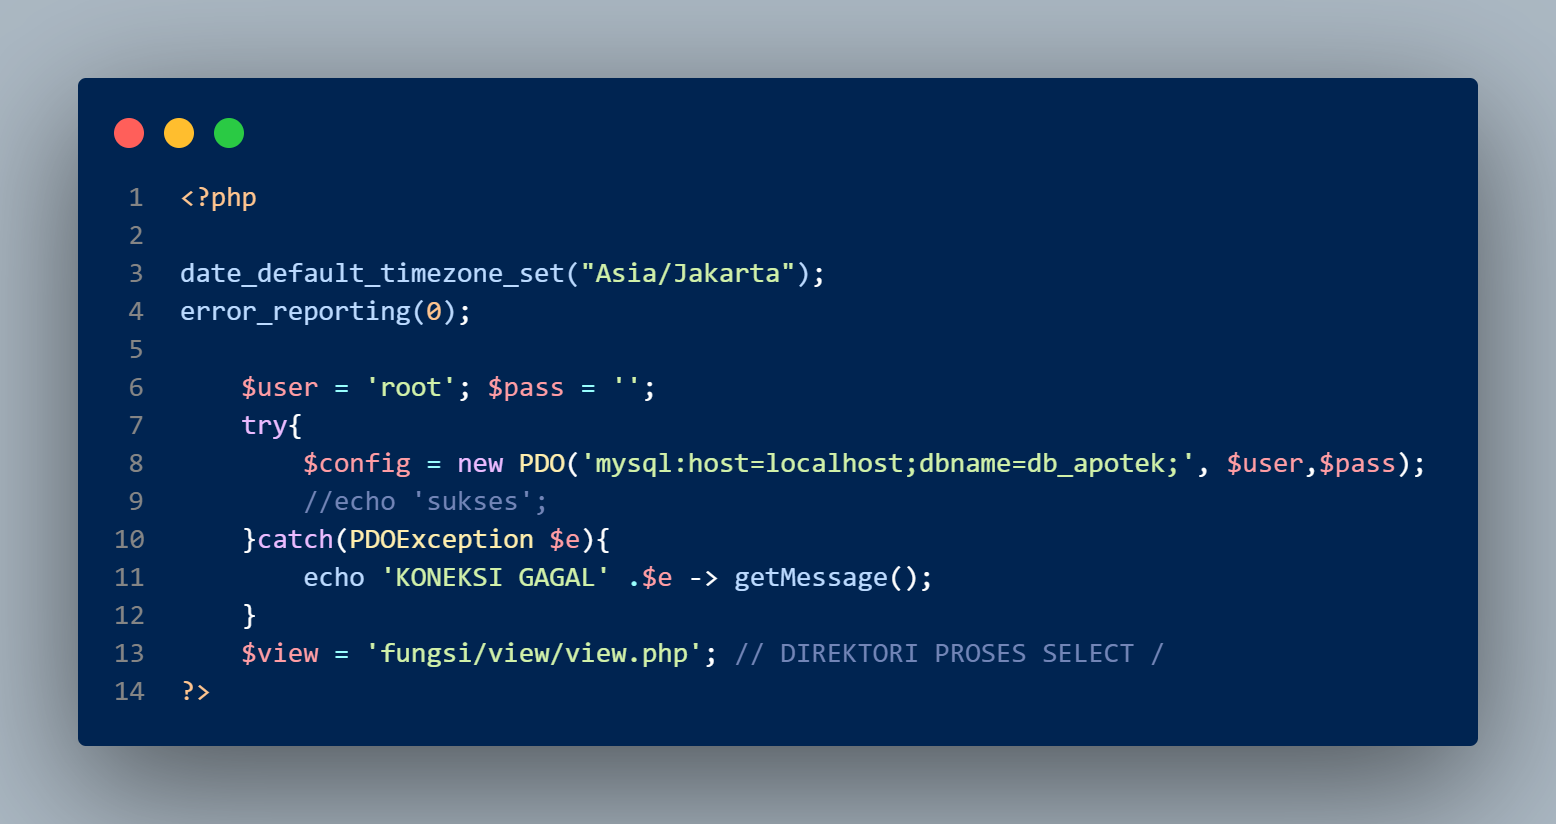 1 <?php
2
3 date_default_timezone_set("Asia/Jakarta");
4 error_reporting(0);
5
6     $user = 'root'; $pass = '';
7     try{
8         $config = new PDO('mysql:host=localhost;dbname=db_apotek;', $user,$pass);
9         //echo 'sukses';
10     }catch(PDOException $e){
11         echo 'KONEKSI GAGAL' .$e -> getMessage();
12     }
13     $view = 'fungsi/view/view.php'; // DIREKTORI PROSES SELECT /
14 ?>